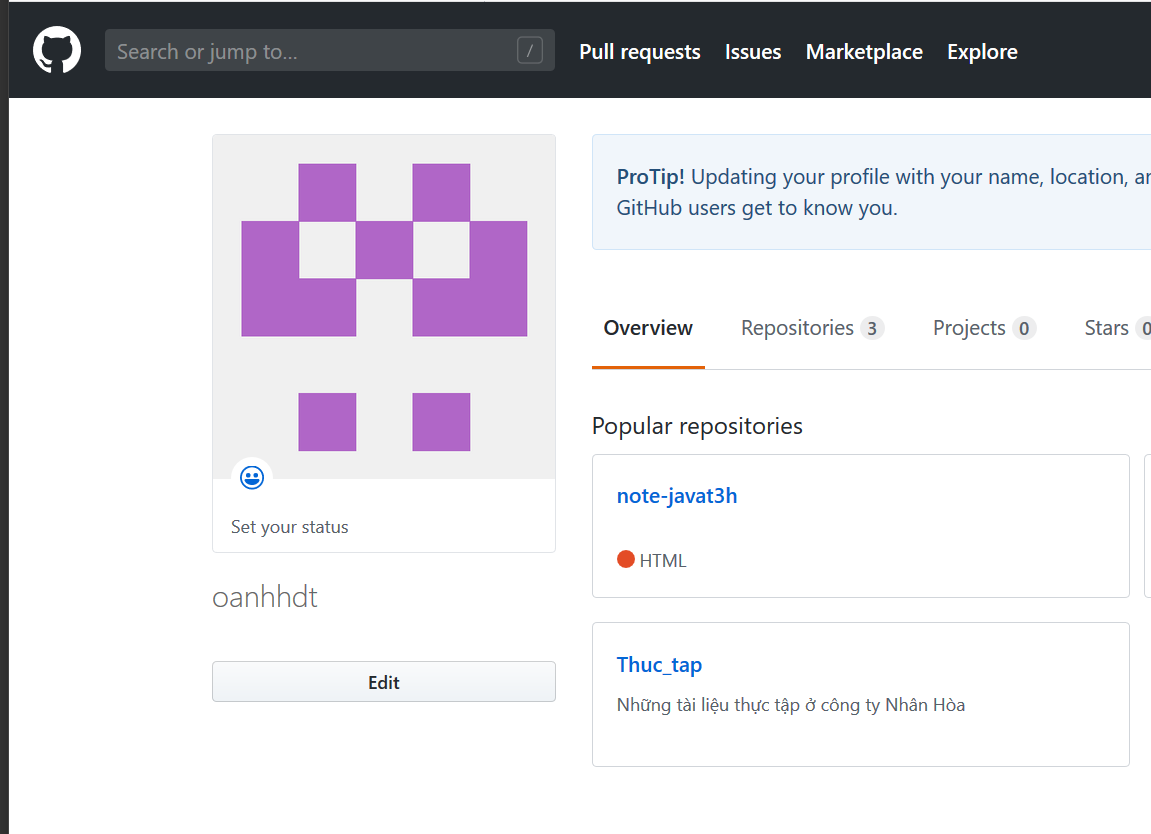 Search or jump to... /
Pull requests Issues Marketplace Explore
ProTip! Updating your profile with your name, location,
GitHub users get to know you.
Overview Repositories 3 Projects 0 Stars 0
Popular repositories
note-javat3h
HTML
Thuc_tap
Những tài liệu thực tập ở công ty Nhân Hòa
Set your status
oanhhdt
Edit